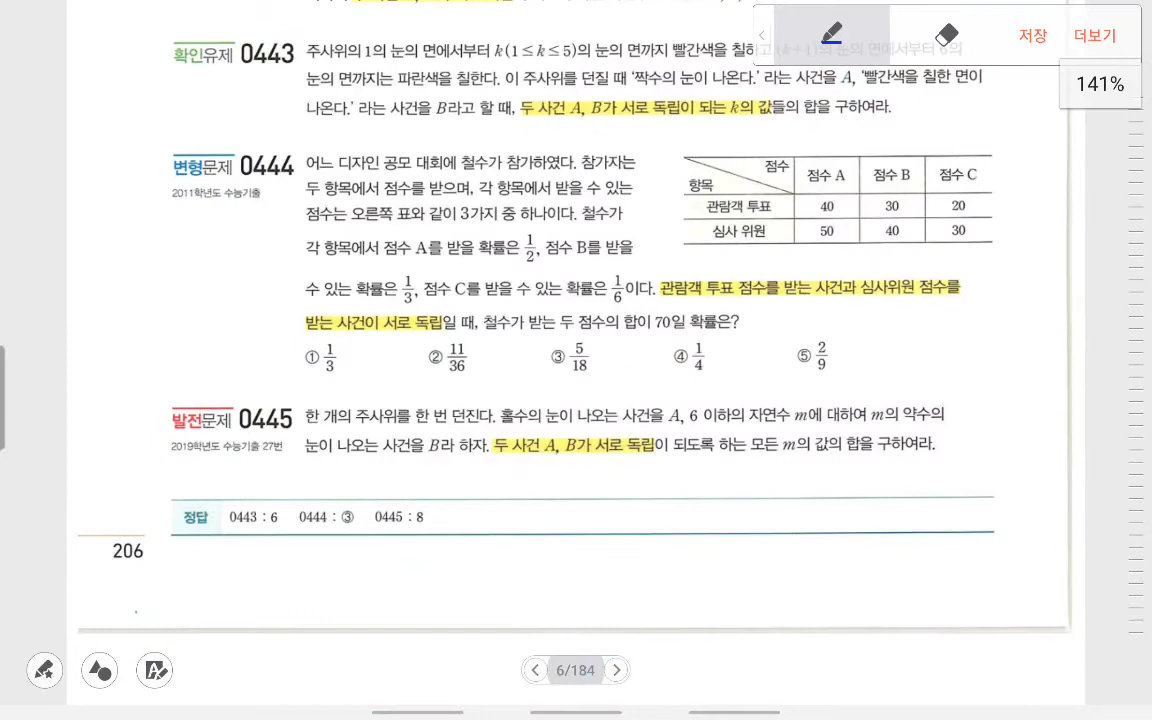 확인유제 0443 주사위의 1의 눈의 면에서부터 k(1≤k≤5)의 눈의 면까지 빨간색을 칠하고 (k+1)의 눈의 면에서부터 6의
눈의 면까지는 파란색을 칠한다. 이 주사위를 던질 때 '짝수의 눈이 나온다.' 라는 사건을 A, '빨간색을 칠한 면이
나온다.' 라는 사건을 B라고 할 때, 두 사건 A, B가 서로 독립이 되는 k의 값들의 합을 구하여라.
저장 더보기
141%
변형문제 0444 어느 디자인 공모 대회에 철수가 참가하였다. 참가자는
2011학년도 수능기출
두 항목에서 점수를 받으며, 각 항목에서 받을 수 있는
점수는 오른쪽 표와 같이 3가지 중 하나이다. 철수가
각 항목에서 점수 A를 받을 확률은 1/2, 점수 B를 받을
수 있는 확률은 1/3, 점수 C를 받을 수 있는 확률은 1/6이다. 관람객 투표 점수를 받는 사건과 심사위원 점수를
받는 사건이 서로 독립일 때, 철수가 받는 두 점수의 합이 70일 확률은?
점수 항목 점수 A 점수 B 점수 C
관람객 투표 40 30 20
심사 위원 50 40 30
① 1/3 ② 11/36 ③ 5/18 ④ 1/4 ⑤ 2/9
발전문제 0445 한 개의 주사위를 한 번 던진다. 홀수의 눈이 나오는 사건을 A, 6 이하의 자연수 m에 대하여 m의 약수의
2019학년도 수능기출 27번
눈이 나오는 사건을 B라 하자. 두 사건 A, B가 서로 독립이 되도록 하는 모든 m의 값의 합을 구하여라.
정답 0443 : 6 0444 : ③ 0445 : 8
206
6/184